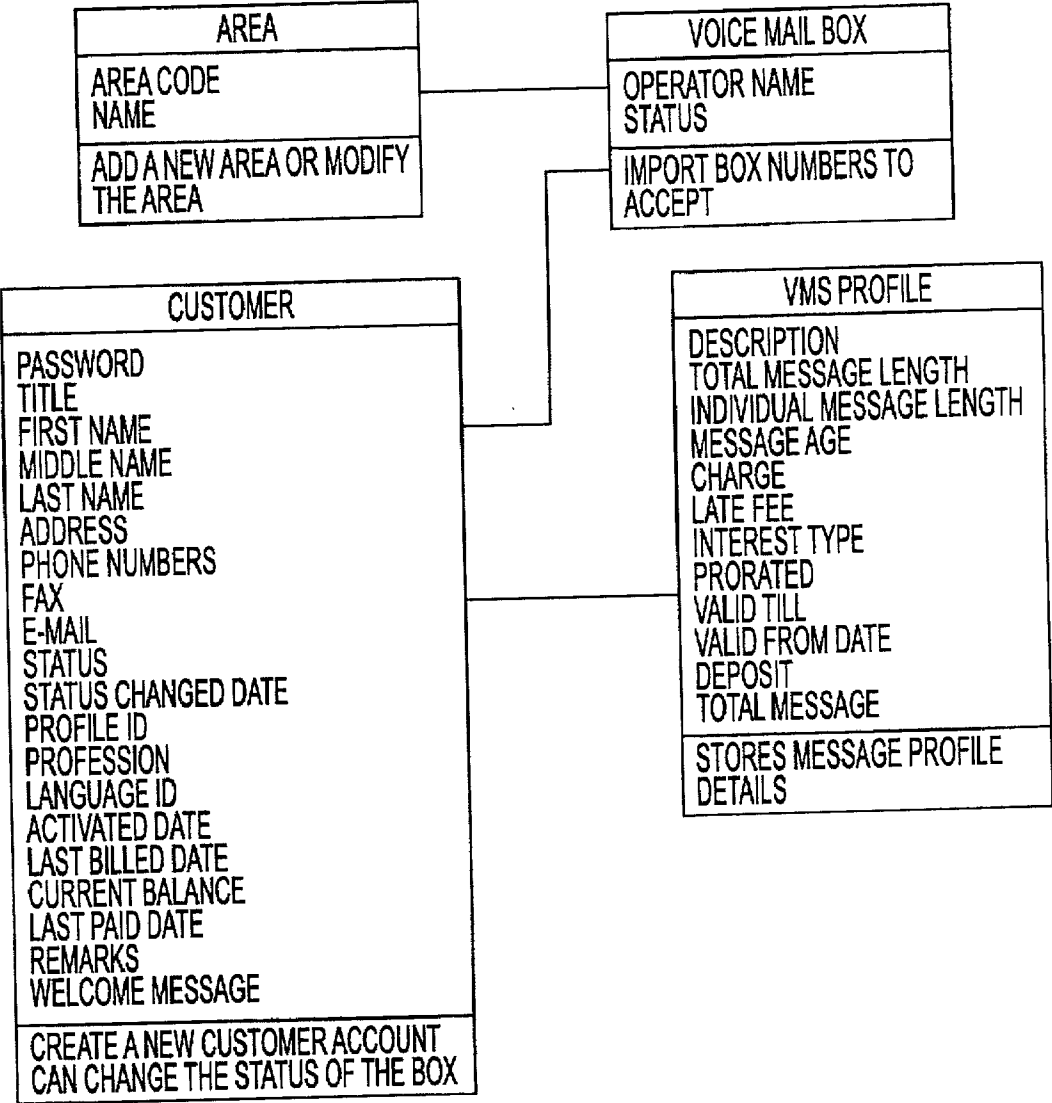 AREA
AREA CODE
NAME
ADD A NEW AREA OR MODIFY
THE AREA
VOICE MAIL BOX
OPERATOR NAME
STATUS
IMPORT BOX NUMBERS TO
ACCEPT
CUSTOMER
PASSWORD
TITLE
FIRST NAME
MIDDLE NAME
LAST NAME
ADDRESS
PHONE NUMBERS
FAX
E-MAIL
STATUS
STATUS CHANGED DATE
PROFILE ID
PROFESSION
LANGUAGE ID
ACTIVATED DATE
LAST BILLED DATE
CURRENT BALANCE
LAST PAID DATE
REMARKS
WELCOME MESSAGE
CREATE A NEW CUSTOMER ACCOUNT
CAN CHANGE THE STATUS OF THE BOX
VMS PROFILE
DESCRIPTION
TOTAL MESSAGE LENGTH
INDIVIDUAL MESSAGE LENGTH
MESSAGE AGE
CHARGE
LATE FEE
INTEREST TYPE
PRORATED
VALID TILL
VALID FROM DATE
DEPOSIT
TOTAL MESSAGE
STORES MESSAGE PROFILE
DETAILS